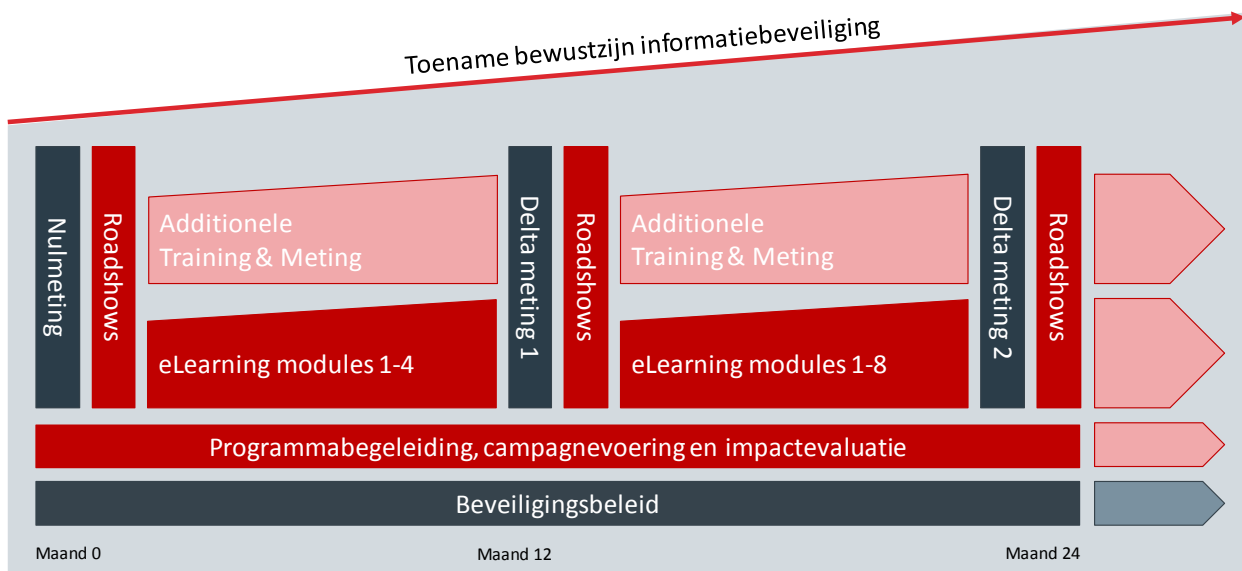 Toename bewustzijn informatiebeveiliging
Nulmeting
Roadshows
Additionele
Training & Meting
eLearning modules 1-4
Delta meting 1
Roadshows
Additionele
Training & Meting
eLearning modules 1-8
Delta meting 2
Roadshows
Programmabegeleiding, campagnevoering en impactevaluatie
Beveiligingsbeleid
Maand 0
Maand 12
Maand 24